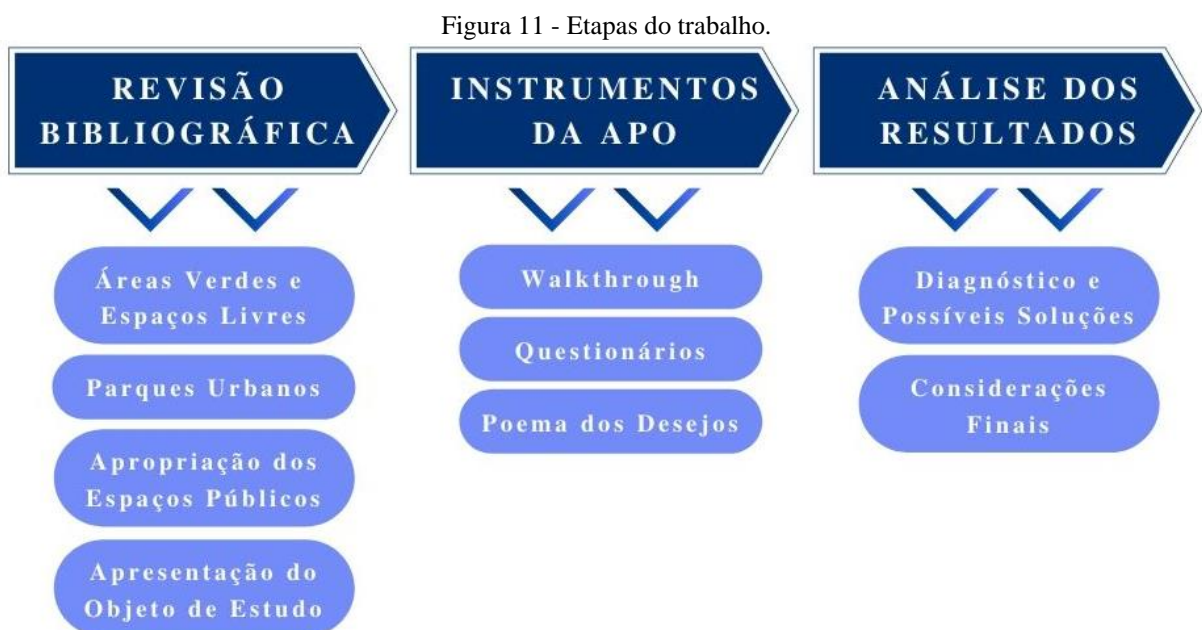 Figura 11 - Etapas do trabalho.
REVISÃO
BIBLIOGRÁFICA
Áreas Verdes e
Espaços Livres
Parques Urbanos
Apropriação dos
Espaços Públicos
Apresentação do
Objeto de Estudo
INSTRUMENTOS
DA APO
Walkthrough
Questionários
Poema dos Desejos
ANÁLISE DOS
RESULTADOS
Diagnóstico e
Possíveis Soluções
Considerações
Finais